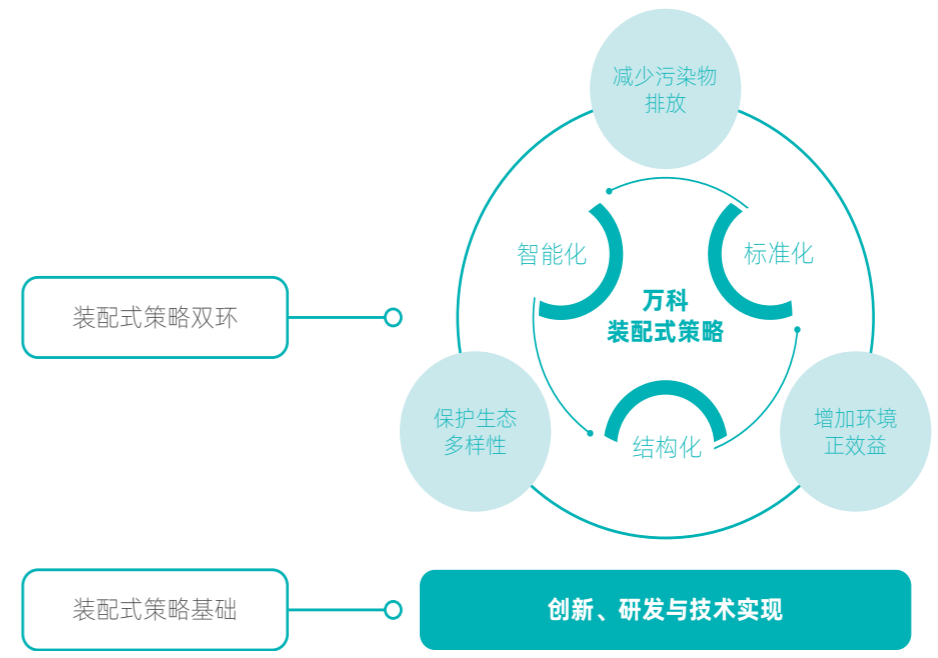 减少污染物
排放
智能化
标准化
万科
装配式策略
装配式策略双环
保护生态
多样性
结构化
增加环境
正效益
装配式策略基础
创新、研发与技术实现